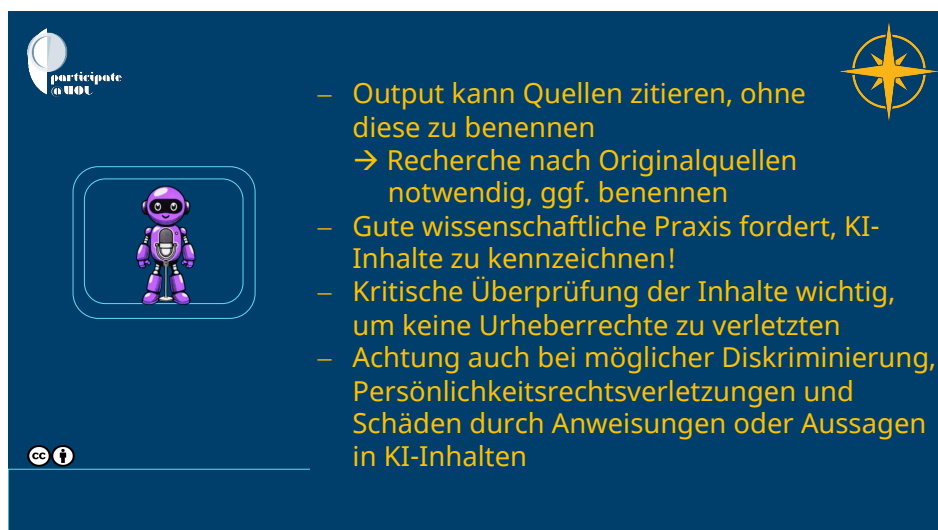 participate
@UOL
– Output kann Quellen zitieren, ohne
diese zu benennen
→ Recherche nach Originalquellen
notwendig, ggf. benennen
– Gute wissenschaftliche Praxis fordert, KI-
Inhalte zu kennzeichnen!
– Kritische Überprüfung der Inhalte wichtig,
um keine Urheberrechte zu verletzten
– Achtung auch bei möglicher Diskriminierung,
Persönlichkeitsrechtsverletzungen und
Schäden durch Anweisungen oder Aussagen
in KI-Inhalten
cc